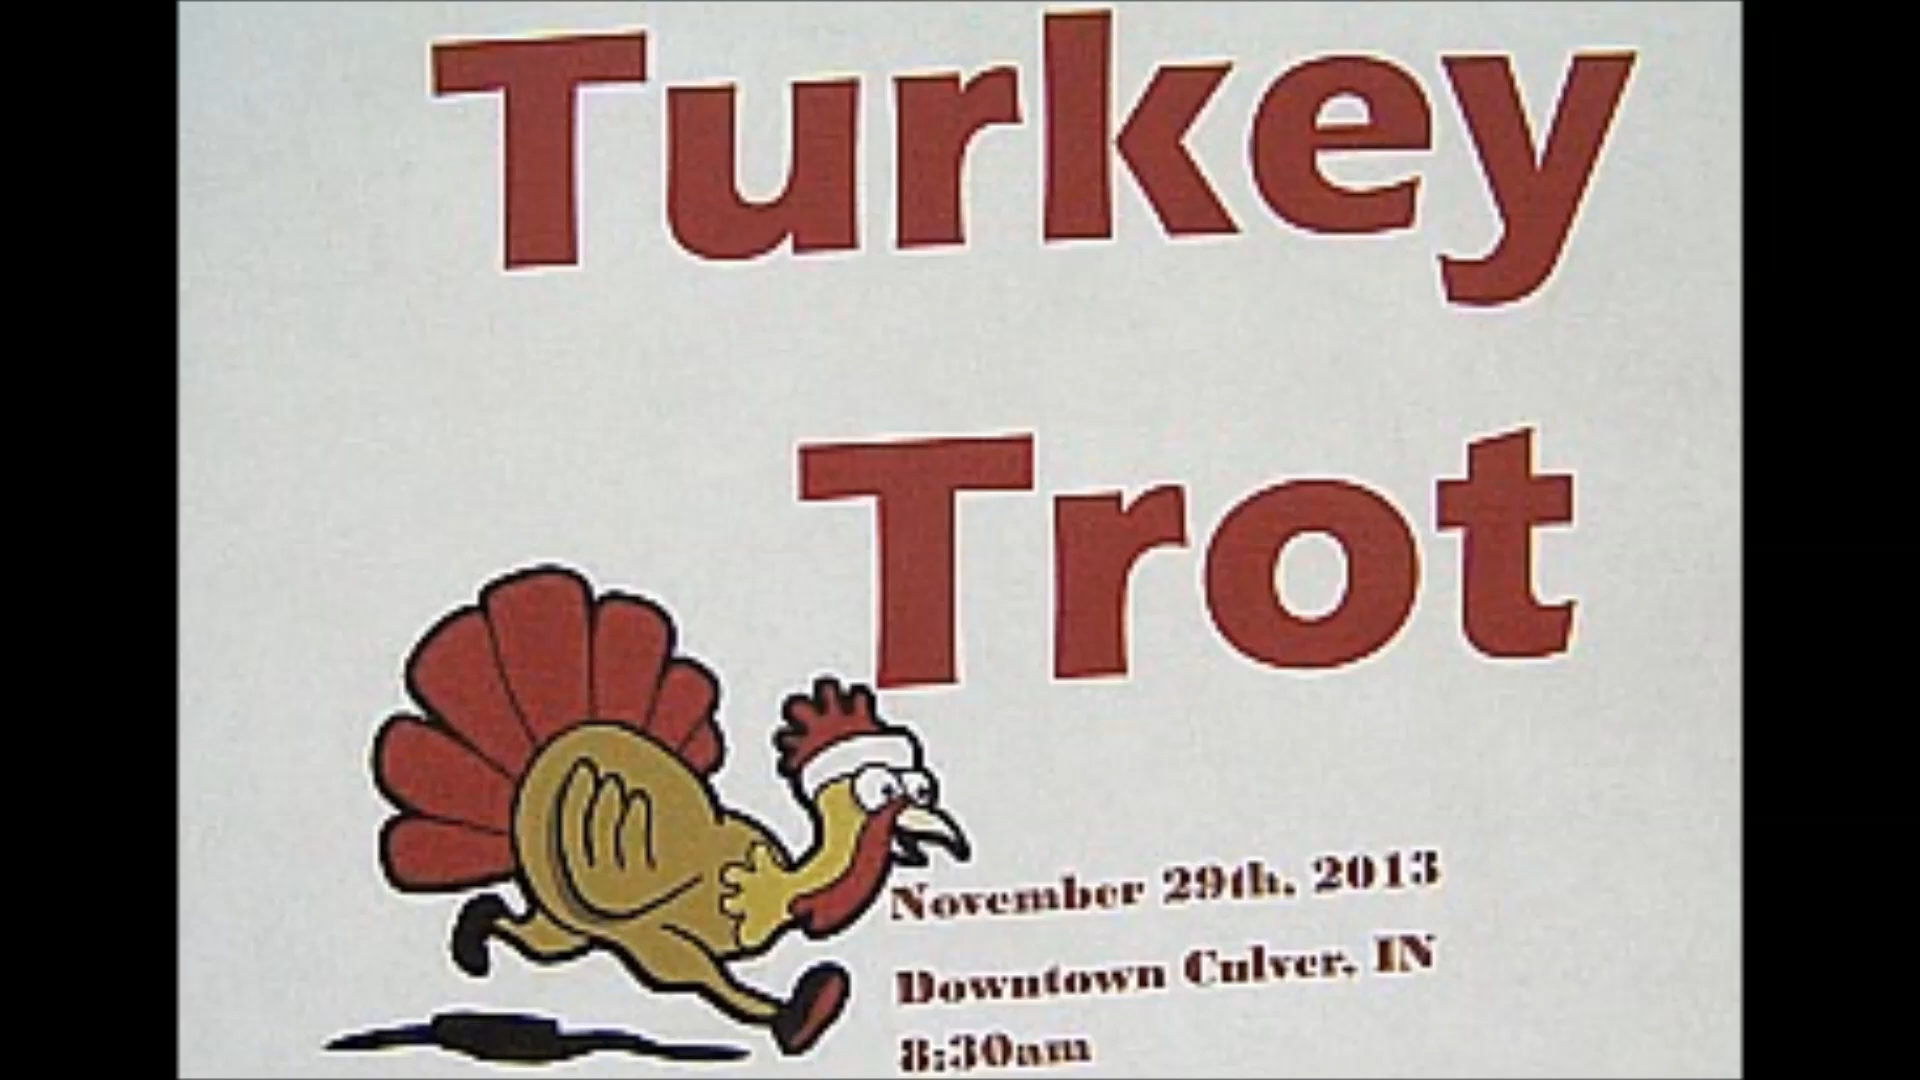 Turkey
Trot
November 29th, 2013
Downtown Culver, IN
8:30am